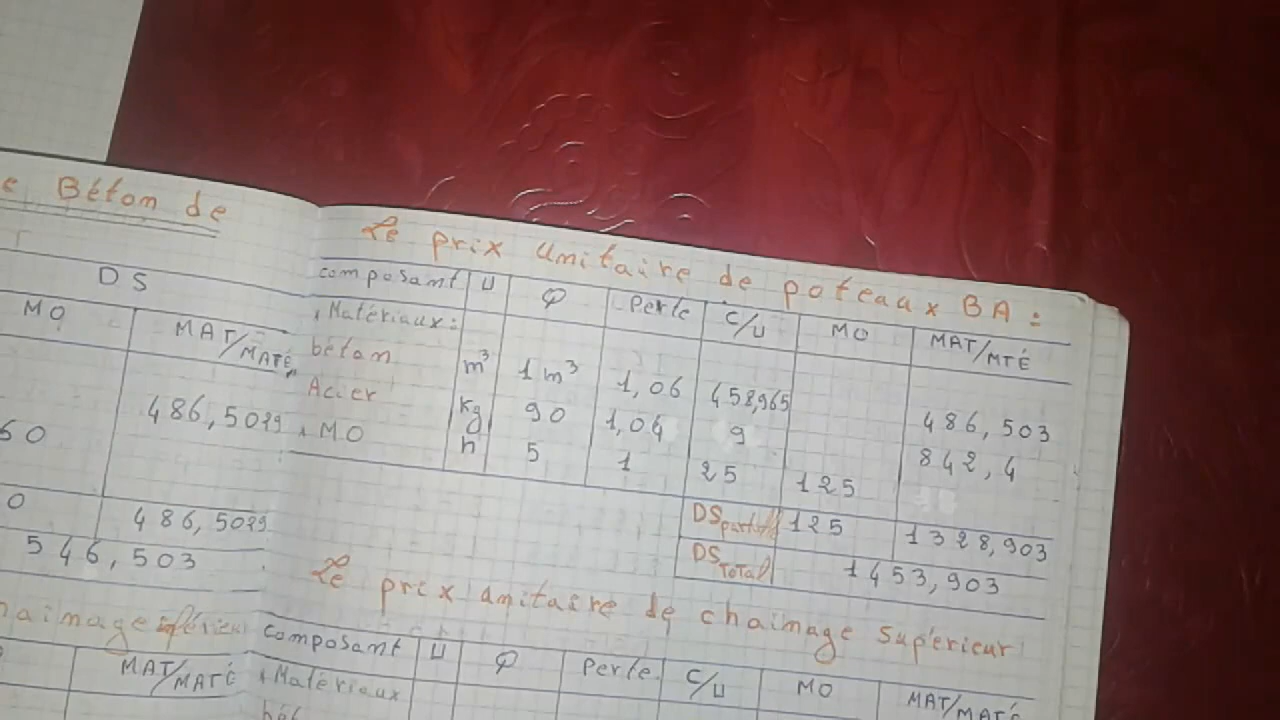 Béton de
DS
MO MAT/MATÉ
486,5029
60
0 486,5029
546,503
MAT/MATÉ
Le prix unitaire de poteaux BA :
composant U Q Perte C/U MO MAT/MTÉ
Matériaux :
béton m³ 1 m³ 1,06 458,965 486,503
Acier kg 90 1,04 9 842,4
MO h 5 1 25 125
DS partiel 125 1328,903
DS TOTAL 1453,903
Le prix unitaire de chainage supérieur
composant U Q Perte C/U MO MAT/MATÉ
Matériaux